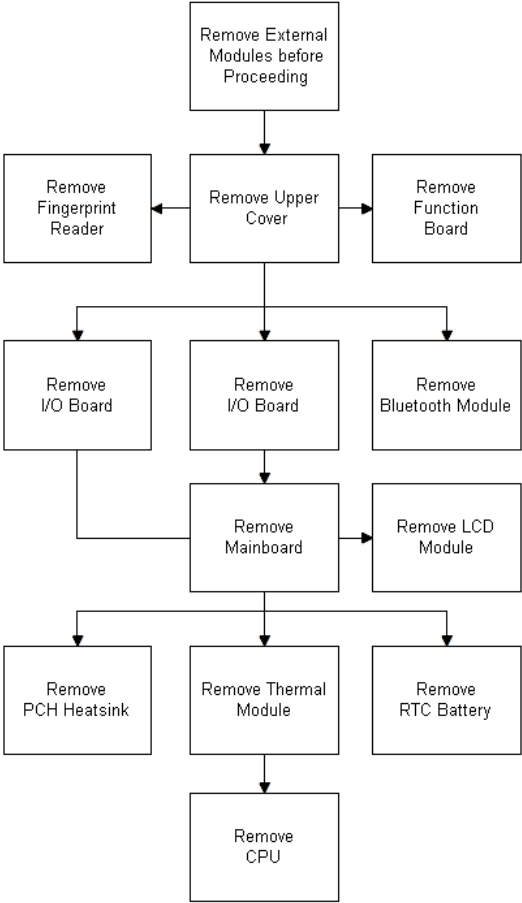 Remove External
Modules before
Proceeding
Remove
Fingerprint
Reader
Remove Upper
Cover
Remove
Function
Board
Remove
I/O Board
Remove
I/O Board
Remove
Bluetooth Module
Remove
Mainboard
Remove LCD
Module
Remove
PCH Heatsink
Remove Thermal
Module
Remove
RTC Battery
Remove
CPU